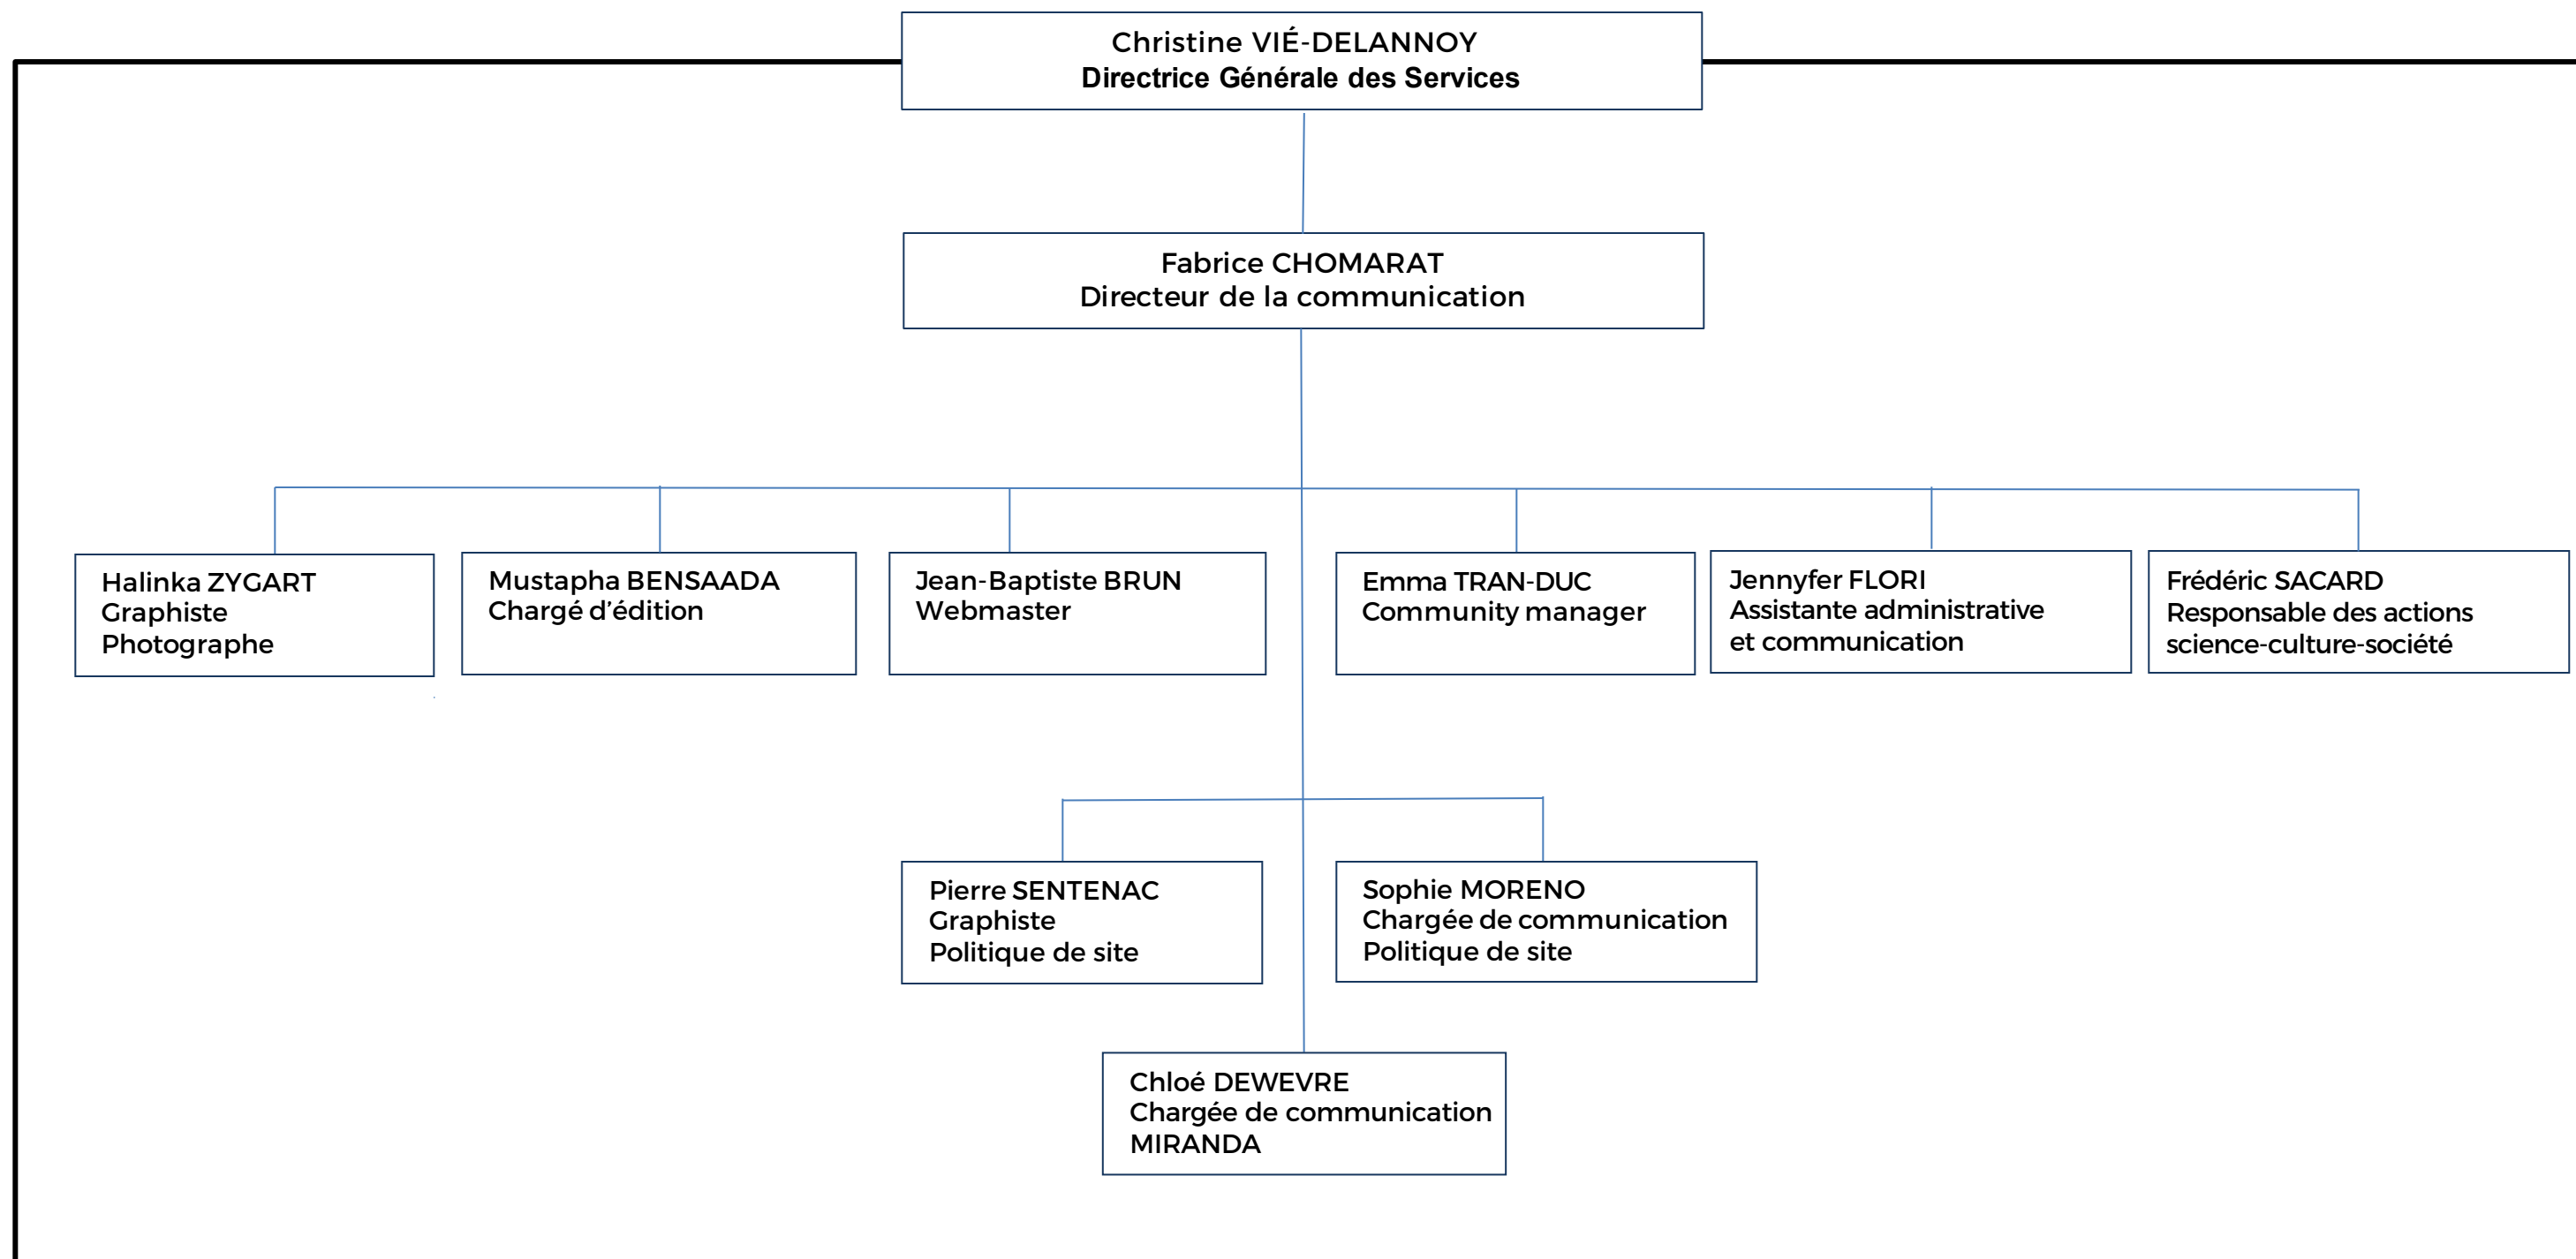 Christine VIÉ-DELANNOY
Directrice Générale des Services
Fabrice CHOMARAT
Directeur de la communication
Halinka ZYGART
Graphiste
Photographe
Mustapha BENSAADA
Chargé d’édition
Jean-Baptiste BRUN
Webmaster
Emma TRAN-DUC
Community manager
Jennyfer FLORI
Assistante administrative
et communication
Frédéric SACARD
Responsable des actions
science-culture-société
Pierre SENTENAC
Graphiste
Politique de site
Sophie MORENO
Chargée de communication
Politique de site
Chloé DEWEVRE
Chargée de communication
MIRANDA